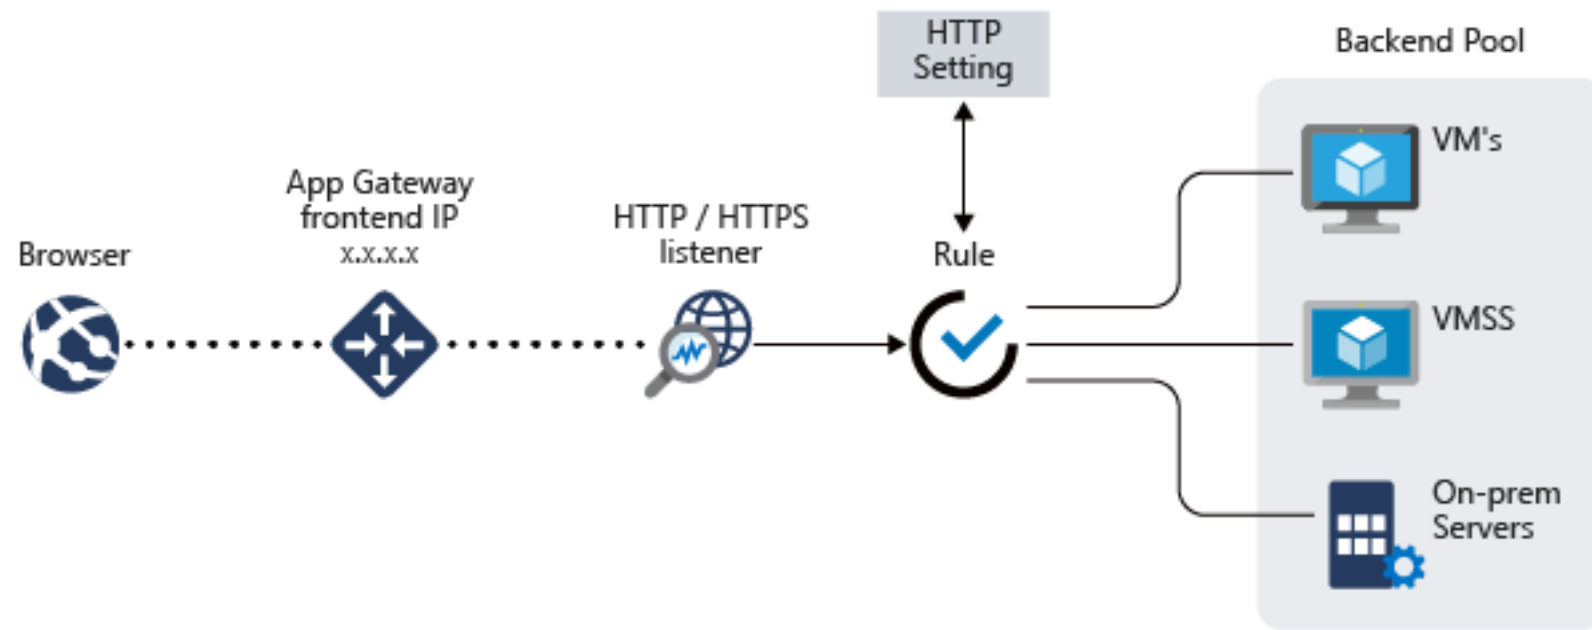 HTTP
Setting
Backend Pool
VM's
App Gateway
frontend IP
x.x.x.x
HTTP / HTTPS
listener
Browser
Rule
VMSS
On-prem
Servers